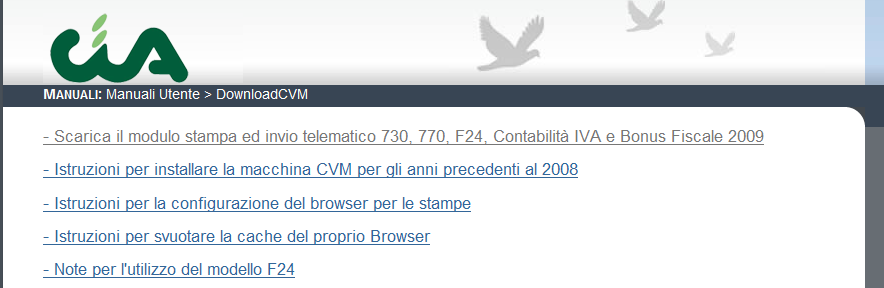 CIA
MANUALI: Manuali Utente > DownloadCVM
- Scarica il modulo stampa ed invio telematico 730, 770, F24, Contabilità IVA e Bonus Fiscale 2009
- Istruzioni per installare la macchina CVM per gli anni precedenti al 2008
- Istruzioni per la configurazione del browser per le stampe
- Istruzioni per svuotare la cache del proprio Browser
- Note per l'utilizzo del modello F24